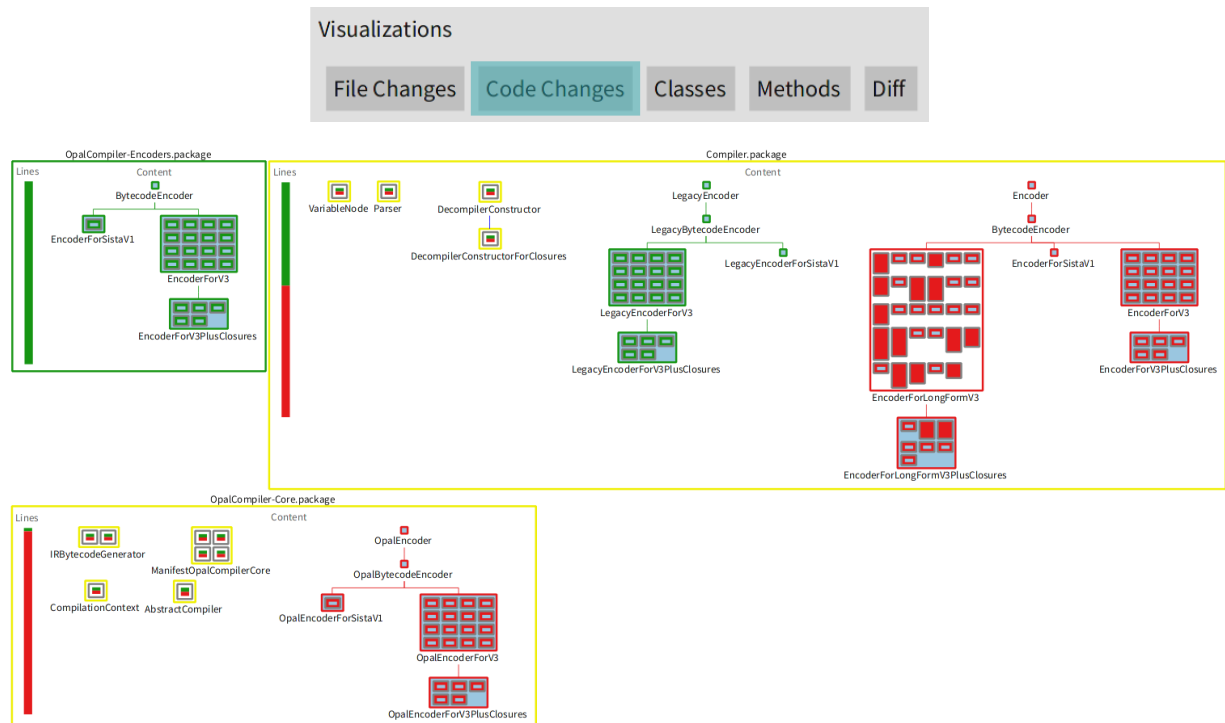 Visualizations
File Changes Code Changes Classes Methods Diff
OpalCompiler-Encoders.package
Lines Content
BytecodeEncoder
EncoderForSistaV1
EncoderForV3
EncoderForV3PlusClosures
Compiler.package
Lines Content
VariableNode Parser DecompilerConstructor LegacyEncoder Encoder
LegacyBytecodeEncoder BytecodeEncoder
DecompilerConstructorForClosures LegacyEncoderForSistaV1 EncoderForSistaV1
LegacyEncoderForV3 EncoderForV3
LegacyEncoderForV3PlusClosures EncoderForV3PlusClosures
EncoderForLongFormV3
EncoderForLongFormV3PlusClosures
OpalCompiler-Core.package
Lines Content
OpalEncoder
IRBytecodeGenerator
ManifestOpalCompilerCore OpalBytecodeEncoder
CompilationContext AbstractCompiler
OpalEncoderForSistaV1
OpalEncoderForV3
OpalEncoderForV3PlusClosures